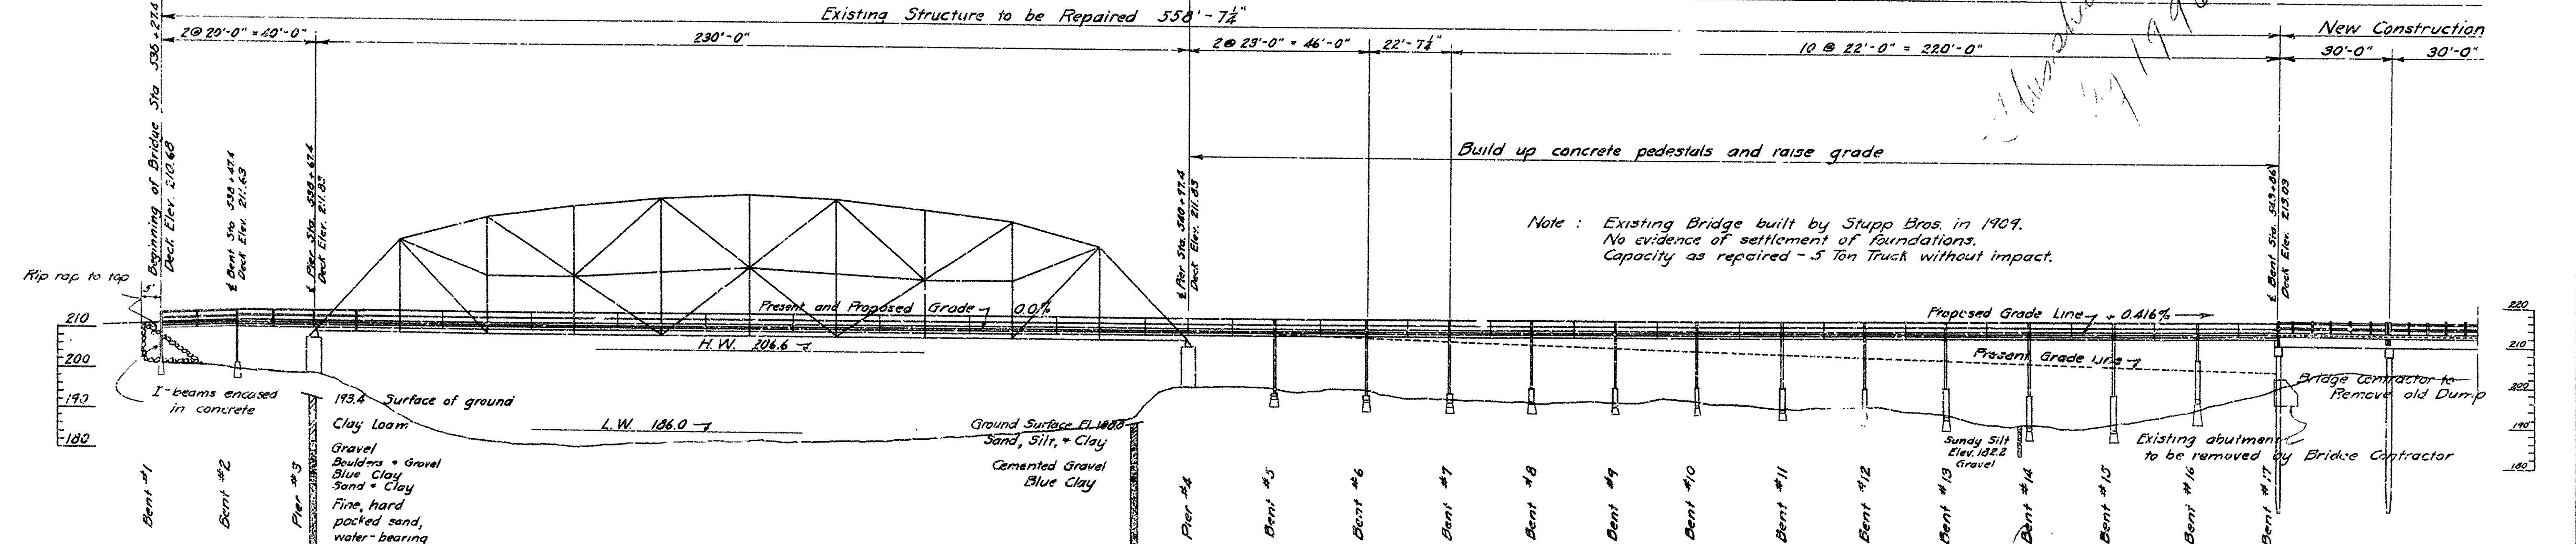 Existing Structure to be Repaired 558'-7¼"
2 @ 20'-0" = 40'-0"
230'-0"
2 @ 23'-0" = 46'-0"
22'-7¼"
10 @ 22'-0" = 220'-0"
New Construction
30'-0"
30'-0"
Build up concrete pedestals and raise grade
Note : Existing Bridge built by Stupp Bros. in 1909.
No evidence of settlement of foundations.
Capacity as repaired - 5 Ton Truck without impact.
Beginning of Bridge Sta 538+27.4
Deck Elev. 210.68
℄ Bent Sta 538+47.4
Deck Elev. 211.63
℄ Pier Sta. 538+67.4
Deck Elev. 211.83
℄ Pier Sta. 540+97.4
Deck Elev. 211.83
℄ Bent Sta. 543+86
Deck Elev. 213.03
Rip rap to top
5'
Present and Proposed Grade 0.0%
Proposed Grade Line + 0.416%
Present Grade Line
H.W. 206.6
L.W. 186.0
210
200
190
180
220
210
200
190
180
I-beams encased
in concrete
193.4 Surface of ground
Clay Loam
Gravel
Boulders & Gravel
Blue Clay
Sand & Clay
Fine, hard
packed sand,
water-bearing
Ground Surface El.
Sand, Silt, & Clay
Cemented Gravel
Blue Clay
Sandy Silt
Elev. 182.2
Gravel
Bridge Contractor to
Remove old Dump
Existing abutment
to be removed by Bridge Contractor
Bent #1
Bent #2
Pier #3
Pier #4
Bent #5
Bent #6
Bent #7
Bent #8
Bent #9
Bent #10
Bent #11
Bent #12
Bent #13
Bent #14
Bent #15
Bent #16
Bent #17